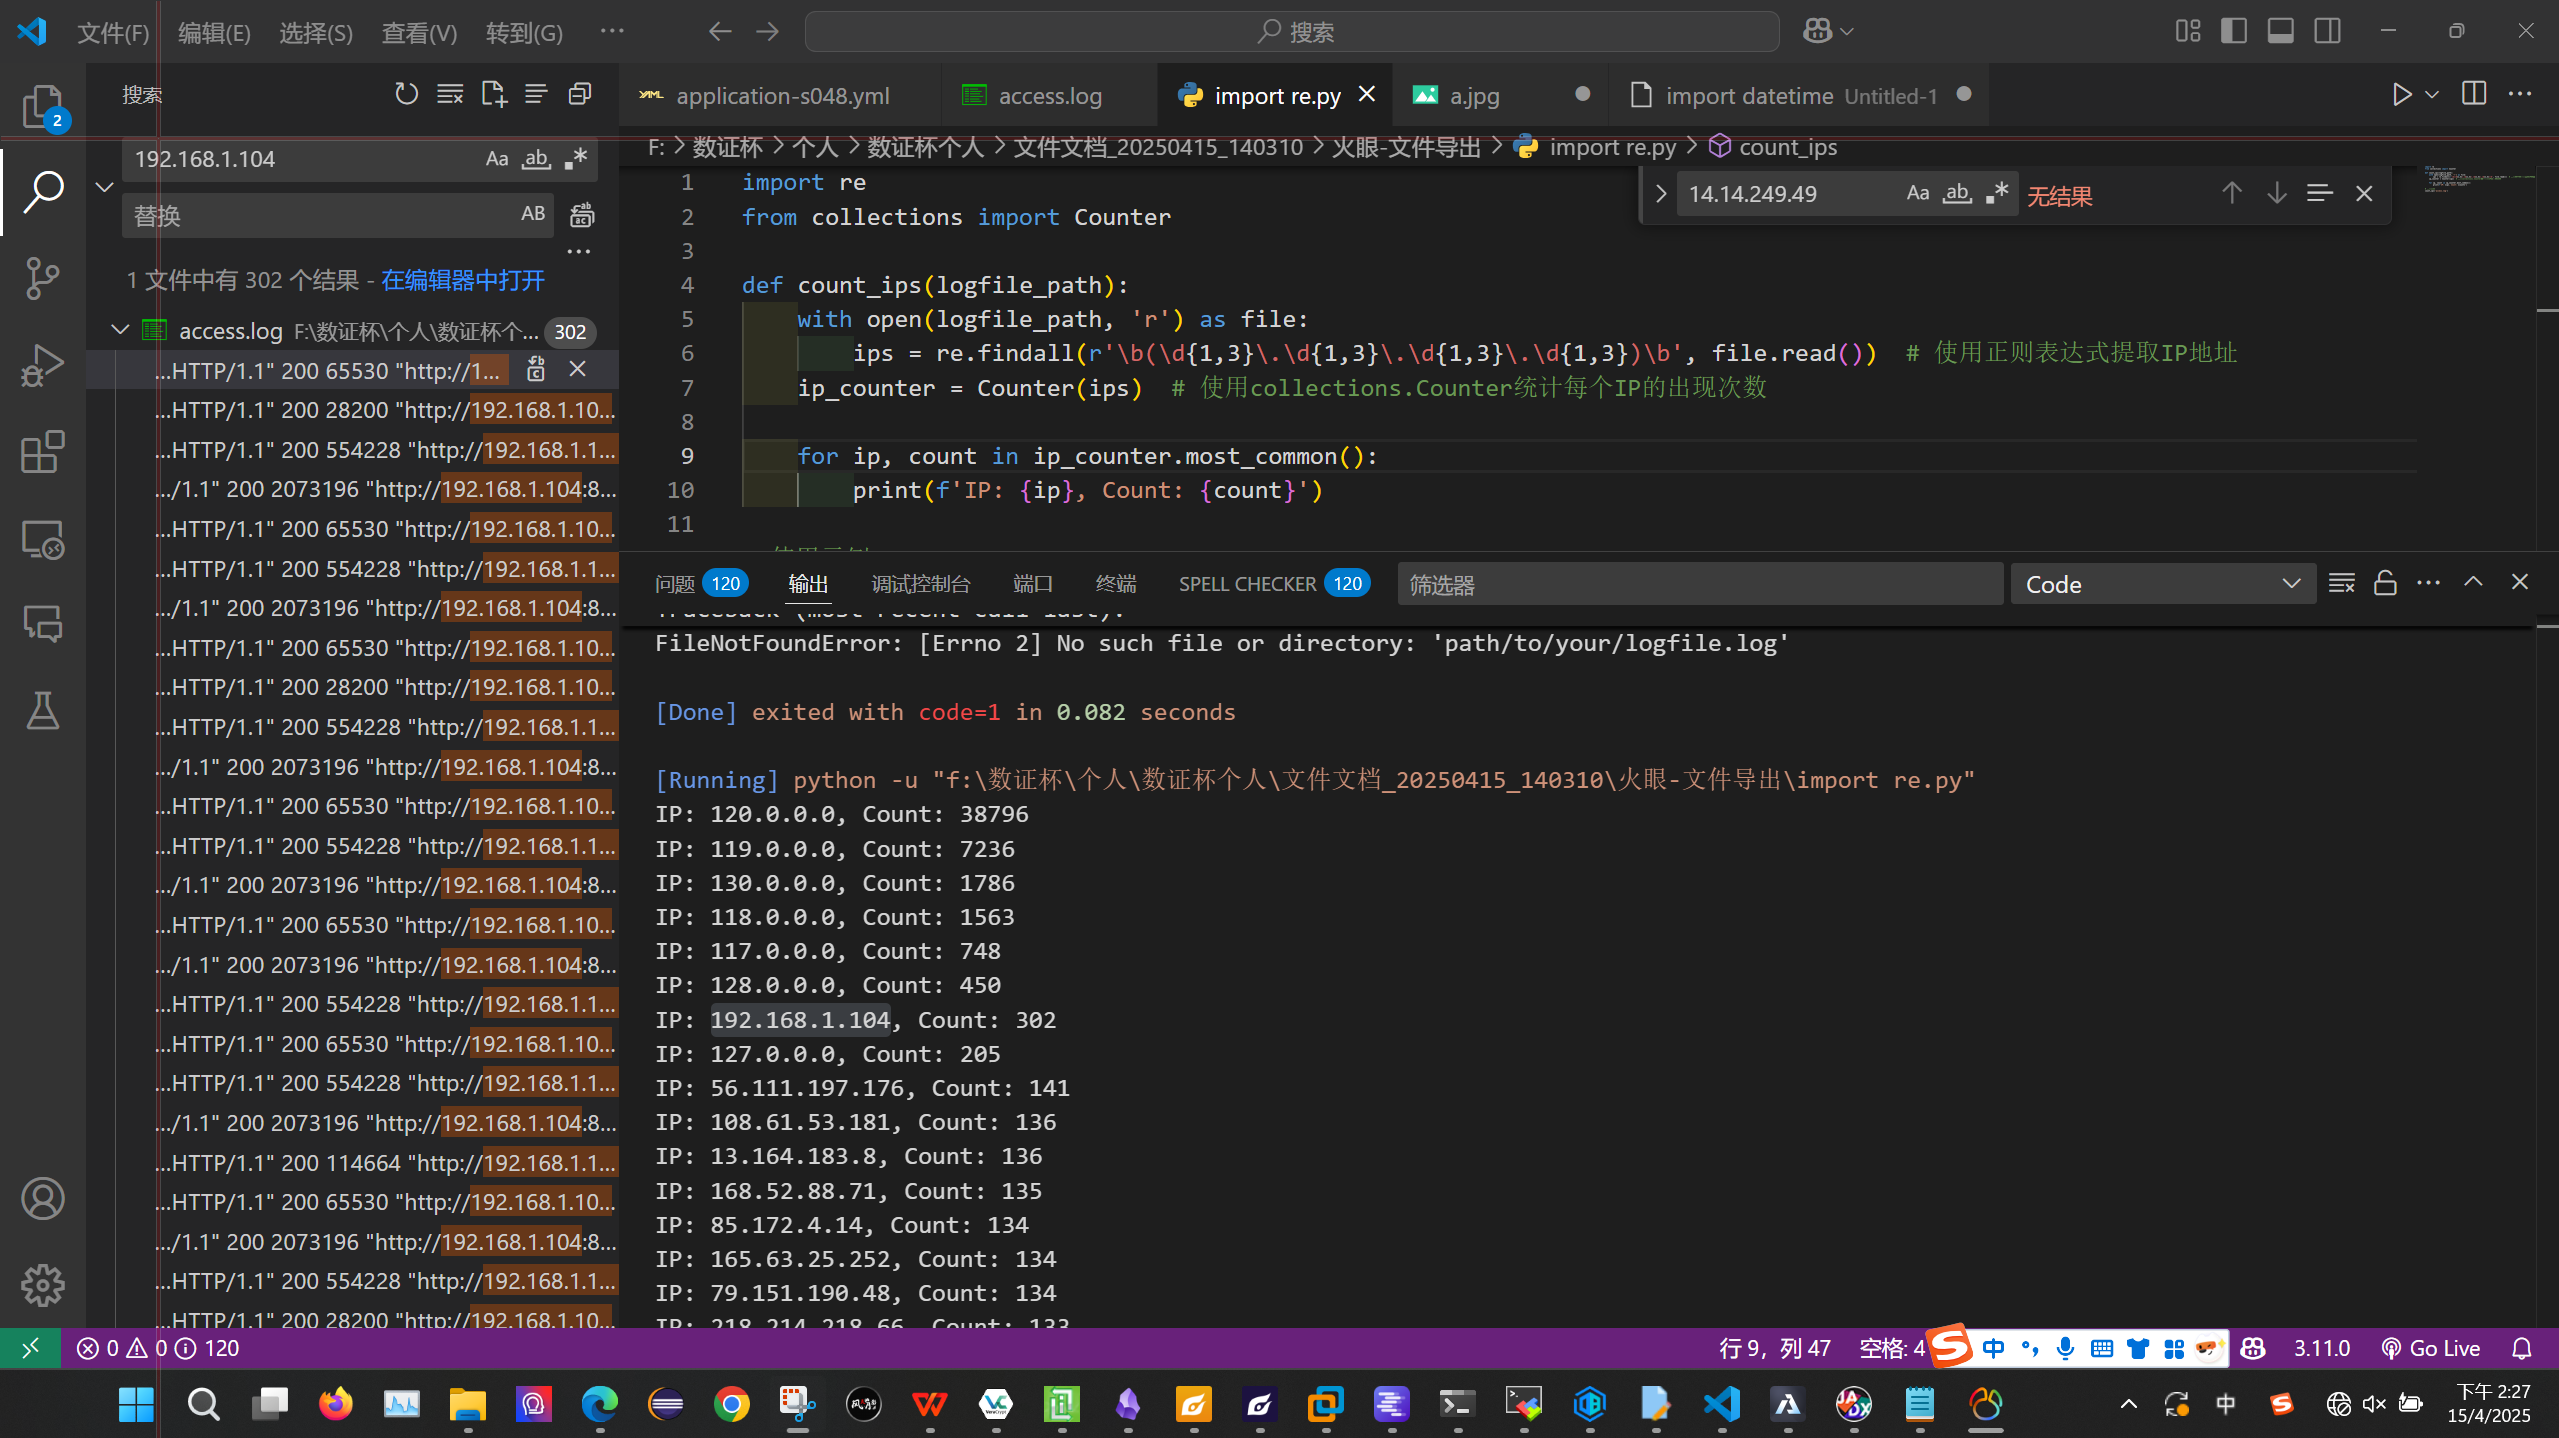 文件(F) 编辑(E) 选择(S) 查看(V) 转到(G) ··· 搜索
搜索
application-s048.yml access.log import re.py a.jpg import datetime Untitled-1
2
192.168.1.104 Aa ab
替换 AB
1 文件中有 302 个结果 - 在编辑器中打开
access.log F:\数证杯\个人\数证杯个... 302
...HTTP/1.1" 200 65530 "http://1...
...HTTP/1.1" 200 28200 "http://192.168.1.10...
...HTTP/1.1" 200 554228 "http://192.168.1.1...
.../1.1" 200 2073196 "http://192.168.1.104:8...
...HTTP/1.1" 200 65530 "http://192.168.1.10...
...HTTP/1.1" 200 554228 "http://192.168.1.1...
.../1.1" 200 2073196 "http://192.168.1.104:8...
...HTTP/1.1" 200 65530 "http://192.168.1.10...
...HTTP/1.1" 200 28200 "http://192.168.1.10...
...HTTP/1.1" 200 554228 "http://192.168.1.1...
.../1.1" 200 2073196 "http://192.168.1.104:8...
...HTTP/1.1" 200 65530 "http://192.168.1.10...
...HTTP/1.1" 200 554228 "http://192.168.1.1...
.../1.1" 200 2073196 "http://192.168.1.104:8...
...HTTP/1.1" 200 65530 "http://192.168.1.10...
.../1.1" 200 2073196 "http://192.168.1.104:8...
...HTTP/1.1" 200 554228 "http://192.168.1.1...
...HTTP/1.1" 200 65530 "http://192.168.1.10...
...HTTP/1.1" 200 554228 "http://192.168.1.1...
.../1.1" 200 2073196 "http://192.168.1.104:8...
...HTTP/1.1" 200 114664 "http://192.168.1.1...
...HTTP/1.1" 200 65530 "http://192.168.1.10...
.../1.1" 200 2073196 "http://192.168.1.104:8...
...HTTP/1.1" 200 554228 "http://192.168.1.1...
...HTTP/1.1" 200 28200 "http://192.168.1.10...
F: > 数证杯 > 个人 > 数证杯个人 > 文件文档_20250415_140310 > 火眼-文件导出 > import re.py > count_ips
14.14.249.49 Aa ab 无结果
1 import re
2 from collections import Counter
3
4 def count_ips(logfile_path):
5 with open(logfile_path, 'r') as file:
6 ips = re.findall(r'\b(\d{1,3}\.\d{1,3}\.\d{1,3}\.\d{1,3})\b', file.read()) # 使用正则表达式提取IP地址
7 ip_counter = Counter(ips) # 使用collections.Counter统计每个IP的出现次数
8
9 for ip, count in ip_counter.most_common():
10 print(f'IP: {ip}, Count: {count}')
11
问题 120 输出 调试控制台 端口 终端 SPELL CHECKER 120 筛选器 Code
Traceback (most recent call last):
FileNotFoundError: [Errno 2] No such file or directory: 'path/to/your/logfile.log'
[Done] exited with code=1 in 0.082 seconds
[Running] python -u "f:\数证杯\个人\数证杯个人\文件文档_20250415_140310\火眼-文件导出\import re.py"
IP: 120.0.0.0, Count: 38796
IP: 119.0.0.0, Count: 7236
IP: 130.0.0.0, Count: 1786
IP: 118.0.0.0, Count: 1563
IP: 117.0.0.0, Count: 748
IP: 128.0.0.0, Count: 450
IP: 192.168.1.104, Count: 302
IP: 127.0.0.0, Count: 205
IP: 56.111.197.176, Count: 141
IP: 108.61.53.181, Count: 136
IP: 13.164.183.8, Count: 136
IP: 168.52.88.71, Count: 135
IP: 85.172.4.14, Count: 134
IP: 165.63.25.252, Count: 134
IP: 79.151.190.48, Count: 134
IP: 218.214.218.66, Count: 133
0 0 120 行 9，列 47 空格: 4 中 3.11.0 Go Live
中 下午 2:27
15/4/2025